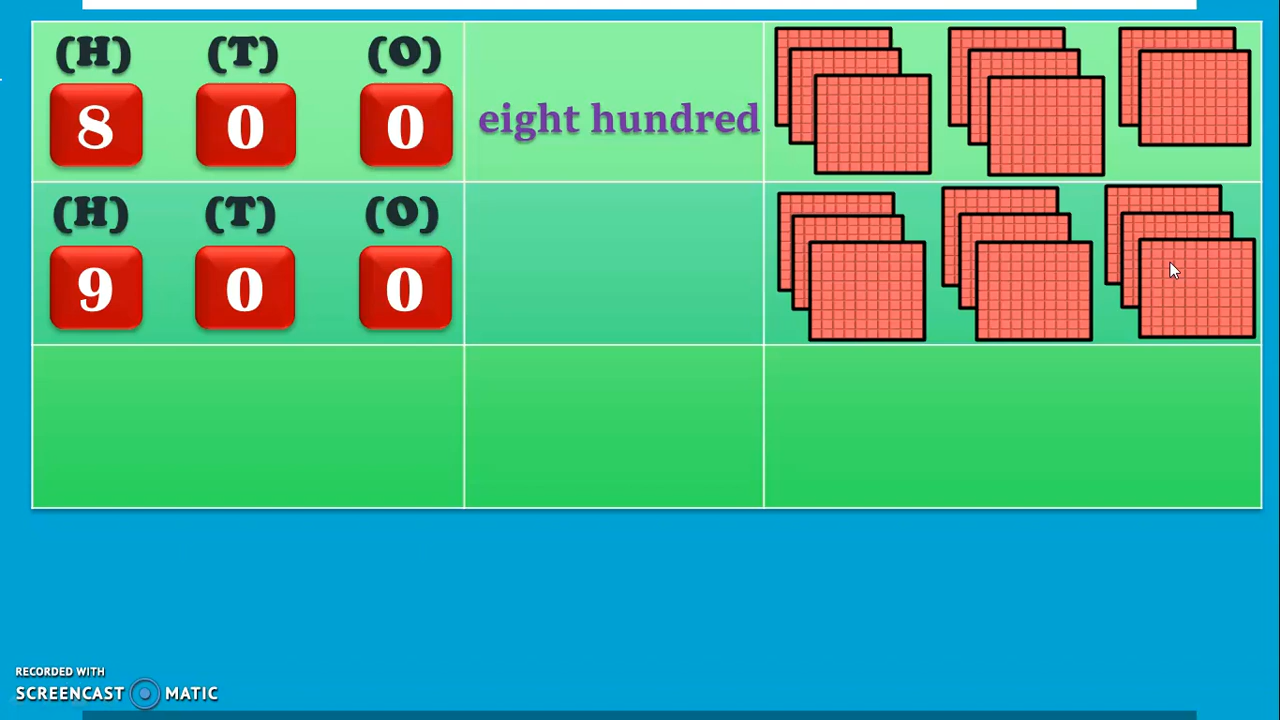 (H) (T) (O)
8 0 0
eight hundred
(H) (T) (O)
9 0 0
RECORDED WITH
SCREENCAST MATIC